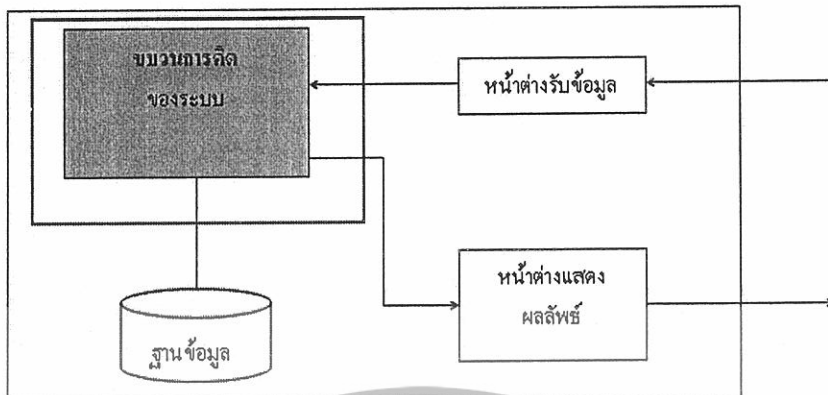 ขบวนการคิด
ของระบบ
หน้าต่างรับข้อมูล
หน้าต่างแสดง
ผลลัพธ์
ฐานข้อมูล